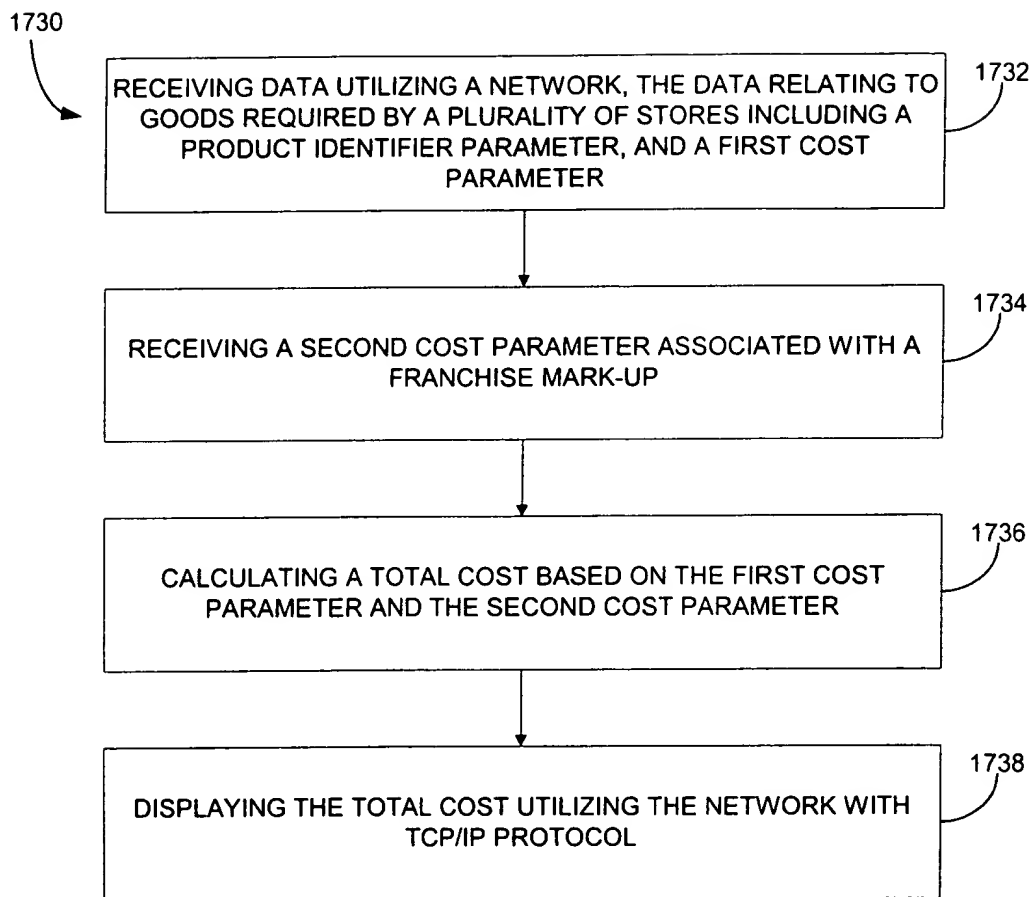 1730
RECEIVING DATA UTILIZING A NETWORK, THE DATA RELATING TO
GOODS REQUIRED BY A PLURALITY OF STORES INCLUDING A
PRODUCT IDENTIFIER PARAMETER, AND A FIRST COST
PARAMETER
1732
RECEIVING A SECOND COST PARAMETER ASSOCIATED WITH A
FRANCHISE MARK-UP
1734
CALCULATING A TOTAL COST BASED ON THE FIRST COST
PARAMETER AND THE SECOND COST PARAMETER
1736
DISPLAYING THE TOTAL COST UTILIZING THE NETWORK WITH
TCP/IP PROTOCOL
1738